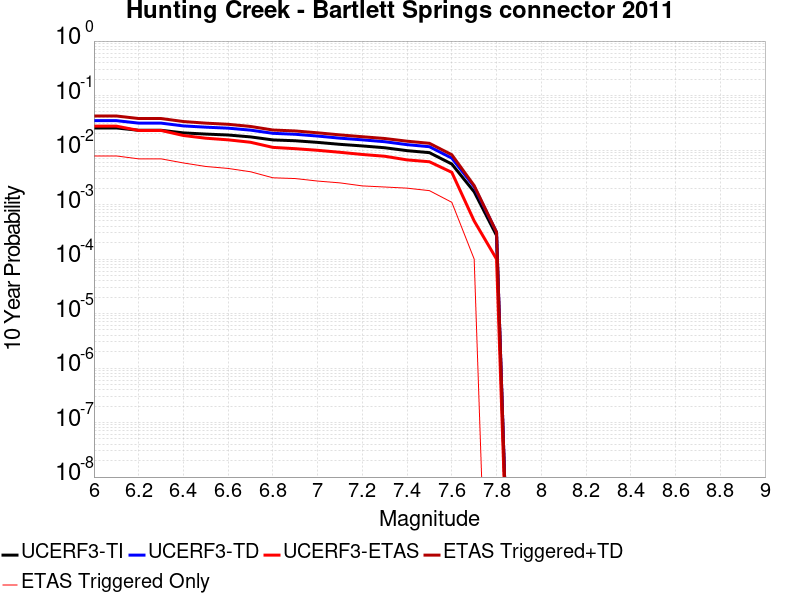 Hunting Creek - Bartlett Springs connector 2011
10^0
10^-1
10^-2
10^-3
10^-4
10^-5
10^-6
10^-7
10^-8
10 Year Probability
6 6.2 6.4 6.6 6.8 7 7.2 7.4 7.6 7.8 8 8.2 8.4 8.6 8.8 9
Magnitude
UCERF3-TI UCERF3-TD UCERF3-ETAS ETAS Triggered+TD
ETAS Triggered Only